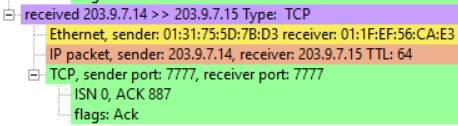 received 203.9.7.14 >> 203.9.7.15 Type: TCP
Ethernet, sender: 01:31:75:5D:7B:D3 receiver: 01:1F:EF:56:CA:E3
IP packet, sender: 203.9.7.14, receiver: 203.9.7.15 TTL: 64
TCP, sender port: 7777, receiver port: 7777
ISN 0, ACK 887
flags: Ack